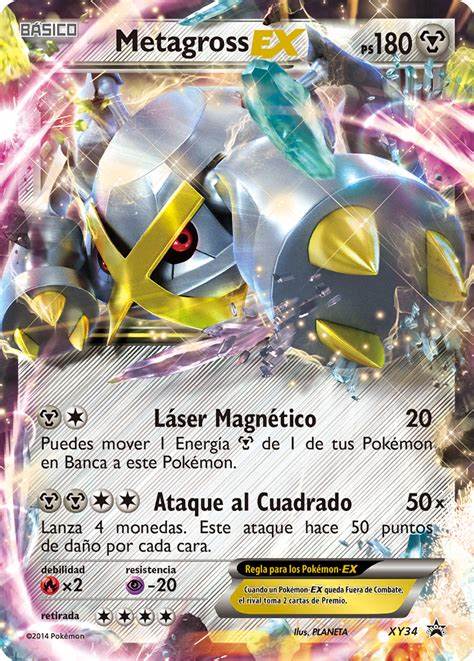 BÁSICO Metagross EX PS180
Láser Magnético 20
Puedes mover 1 Energía de 1 de tus Pokémon
en Banca a este Pokémon.
Ataque al Cuadrado 50x
Lanza 4 monedas. Este ataque hace 50 puntos
de daño por cada cara.
debilidad resistencia
×2 -20
retirada
Regla para los Pokémon-EX
Cuando un Pokémon-EX queda Fuera de Combate,
el rival toma 2 cartas de Premio.
©2014 Pokémon Ilus. PLANETA XY34